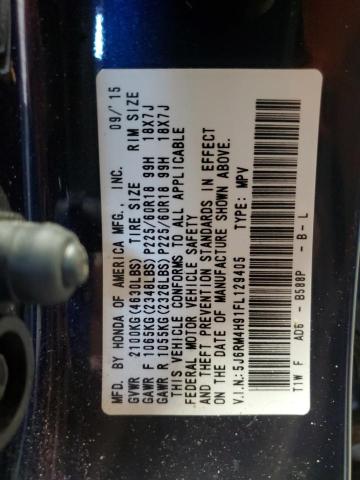 MFD. BY HONDA OF AMERICA MFG., INC. 09/'15
GVWR 2100KG(4630LBS) TIRE SIZE RIM SIZE
GAWR F 1065KG(2348LBS)P225/60R18 99H 18X7J
GAWR R 1055KG(2326LBS)P225/60R18 99H 18X7J
THIS VEHICLE CONFORMS TO ALL APPLICABLE
FEDERAL MOTOR VEHICLE SAFETY
AND THEFT PREVENTION STANDARDS IN EFFECT
ON THE DATE OF MANUFACTURE SHOWN ABOVE.
V.I.N.:5J6RM4H91FL129405 TYPE: MPV
T1W F AD6 B588P - B - L